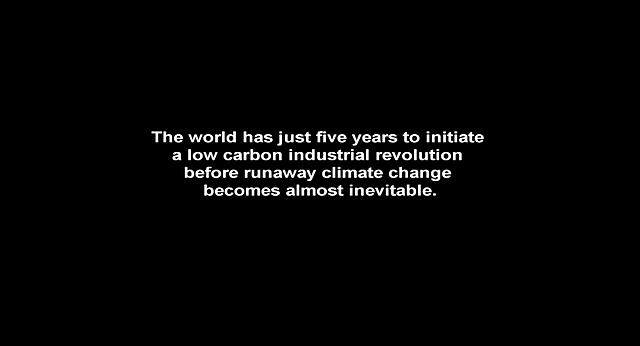 The world has just five years to initiate
a low carbon industrial revolution
before runaway climate change
becomes almost inevitable.